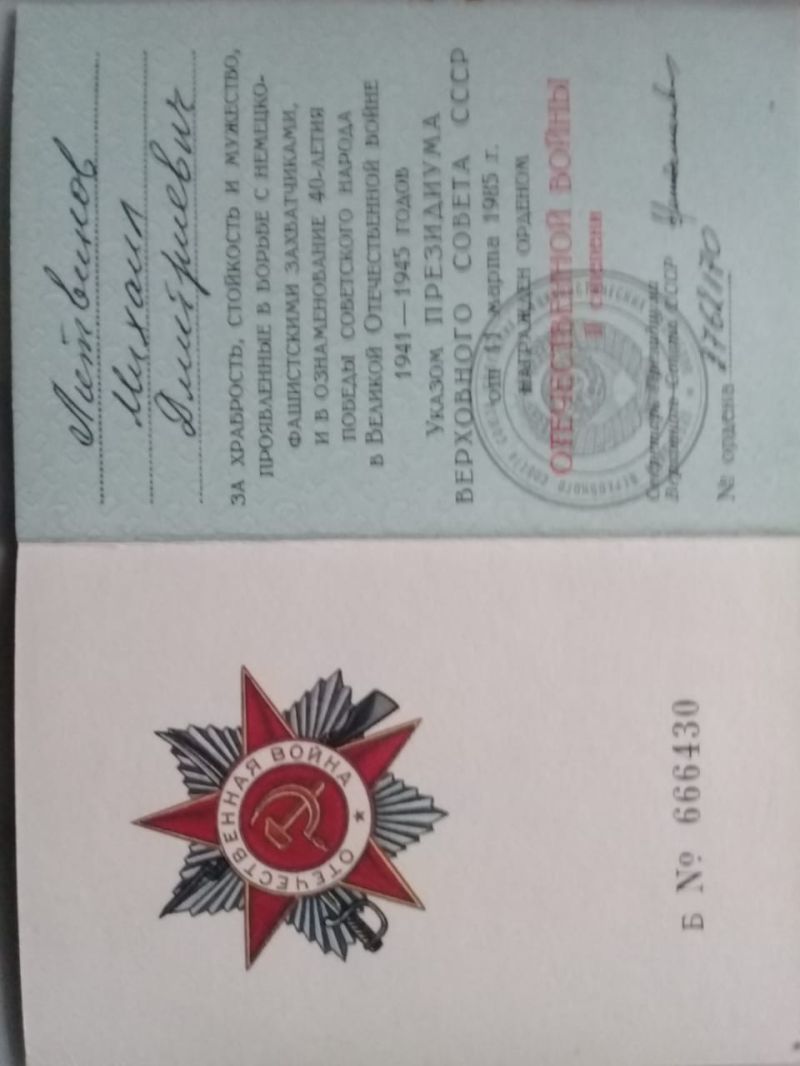 ОТЕЧЕСТВЕННАЯ ВОЙНА
Б № 666430
Литвинов
Михаил
Дмитриевич
ЗА ХРАБРОСТЬ, СТОЙКОСТЬ И МУЖЕСТВО,
ПРОЯВЛЕННЫЕ В БОРЬБЕ С НЕМЕЦКО-
ФАШИСТСКИМИ ЗАХВАТЧИКАМИ,
И В ОЗНАМЕНОВАНИЕ 40-ЛЕТИЯ
ПОБЕДЫ СОВЕТСКОГО НАРОДА
В ВЕЛИКОЙ ОТЕЧЕСТВЕННОЙ ВОЙНЕ
1941—1945 ГОДОВ
УКАЗОМ ПРЕЗИДИУМА
ВЕРХОВНОГО СОВЕТА СССР
от 11 марта 1985 г.
НАГРАЖДЕН ОРДЕНОМ
ОТЕЧЕСТВЕННОЙ ВОЙНЫ
II степени
Секретарь Президиума
Верховного Совета СССР
№ ордена 2762170